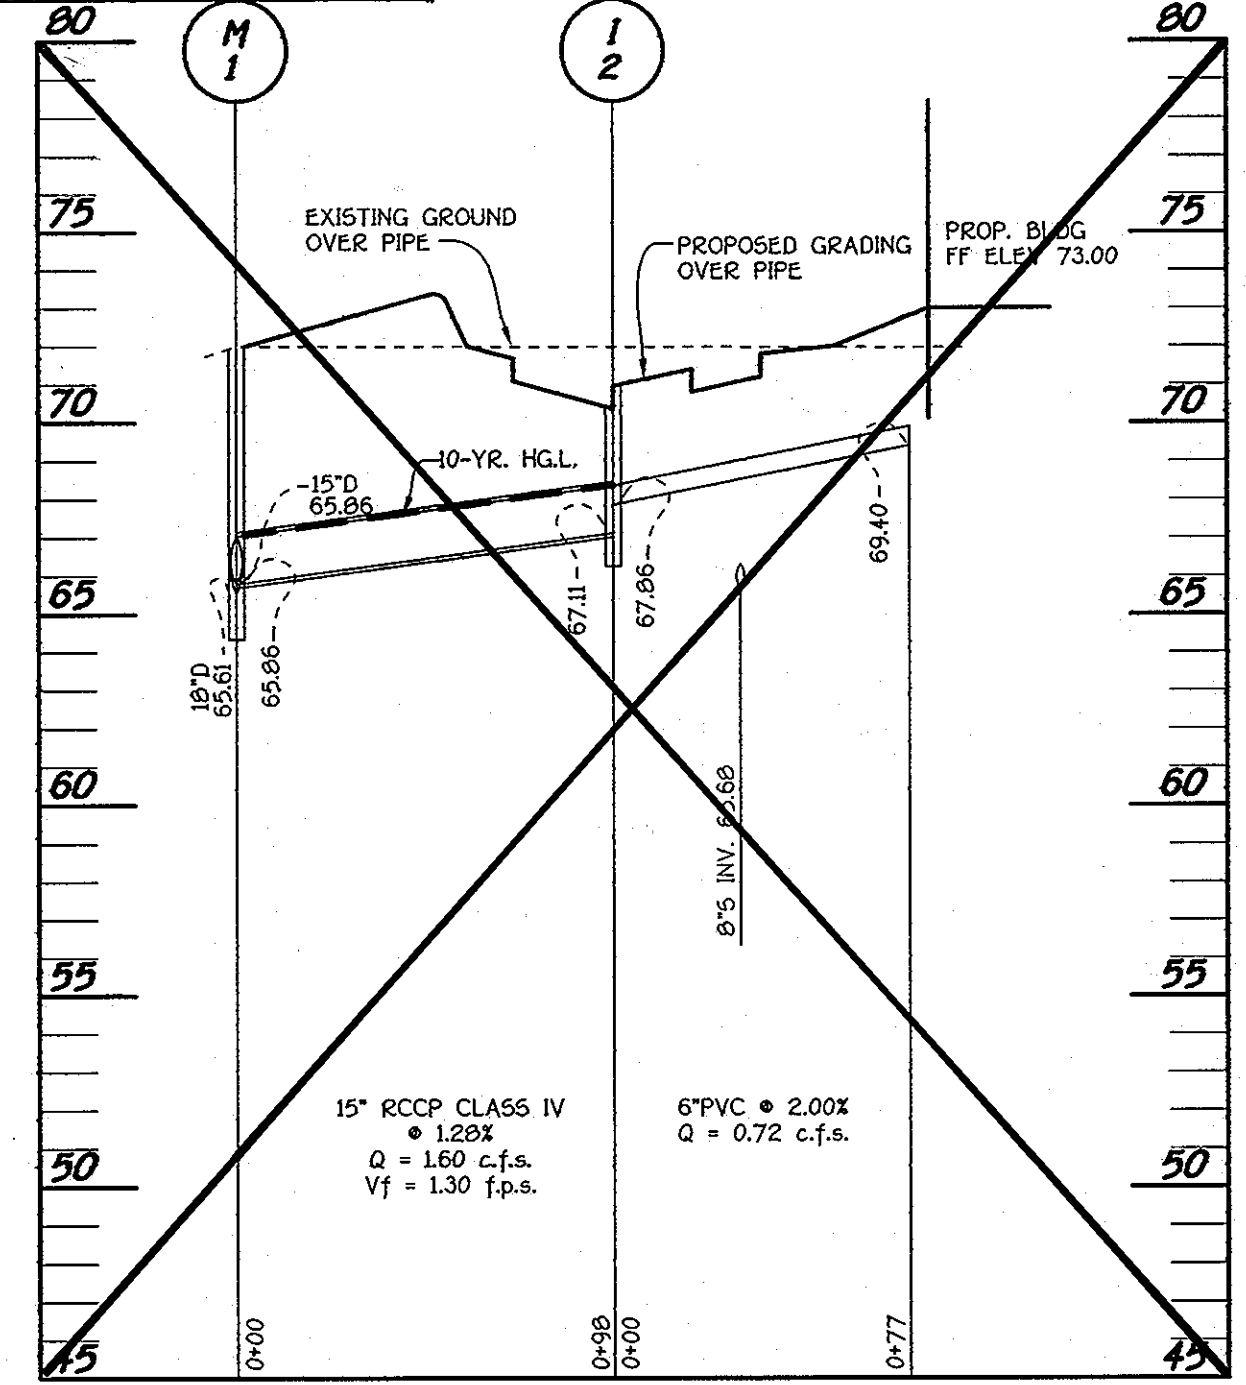 80
M
1
I
2
80
75
EXISTING GROUND
OVER PIPE
PROPOSED GRADING
OVER PIPE
PROP. BLDG
FF ELEV 73.00
75
70
10-YR. HG.L.
70
15"D
65.86
65
18"D
65.61
65.86
67.11
67.86
69.40
65
60
8"S INV. 65.68
60
55
55
15" RCCP CLASS IV
@ 1.28%
Q = 1.60 c.f.s.
Vf = 1.30 f.p.s.
6"PVC @ 2.00%
Q = 0.72 c.f.s.
50
50
45
0+00
0+98
0+00
0+77
45